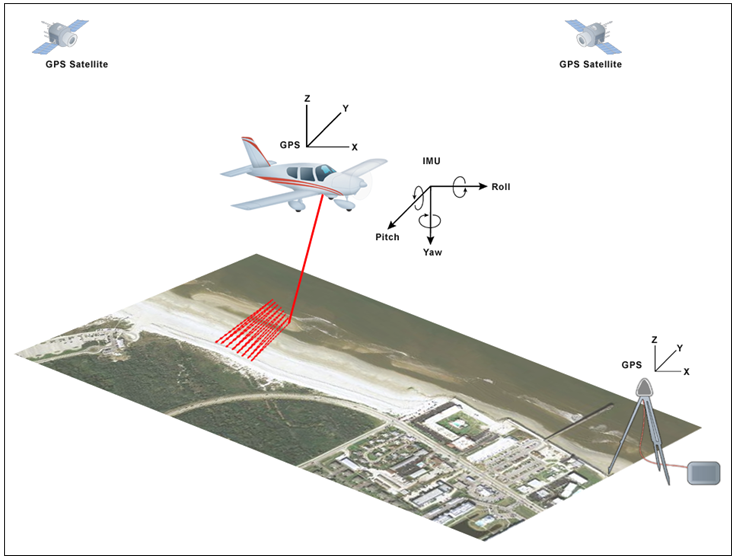 GPS Satellite
GPS Satellite
Z
Y
GPS
X
IMU
Roll
Pitch
Yaw
Z
Y
GPS
X